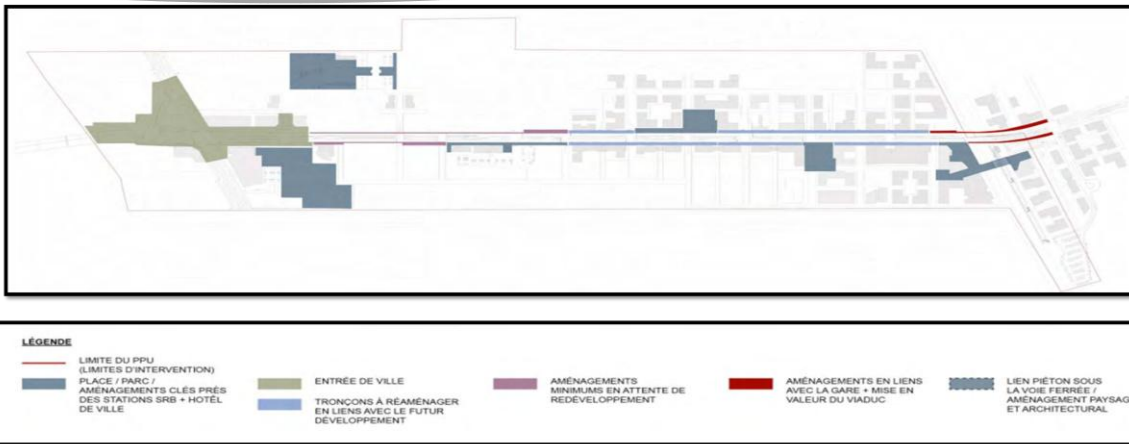 LÉGENDE
LIMITE DU PPU
(LIMITES D'INTERVENTION)
PLACE / PARC /
AMÉNAGEMENTS CLÉS PRÈS
DES STATIONS SRB + HOTÊL
DE VILLE
ENTRÉE DE VILLE
TRONÇONS À RÉAMÉNAGER
EN LIENS AVEC LE FUTUR
DÉVELOPPEMENT
AMÉNAGEMENTS
MINIMUMS EN ATTENTE DE
REDÉVELOPPEMENT
AMÉNAGEMENTS EN LIENS
AVEC LA GARE + MISE EN
VALEUR DU VIADUC
LIEN PIÉTON SOUS
LA VOIE FERRÉE /
AMÉNAGEMENT PAYSAG
ET ARCHITECTURAL